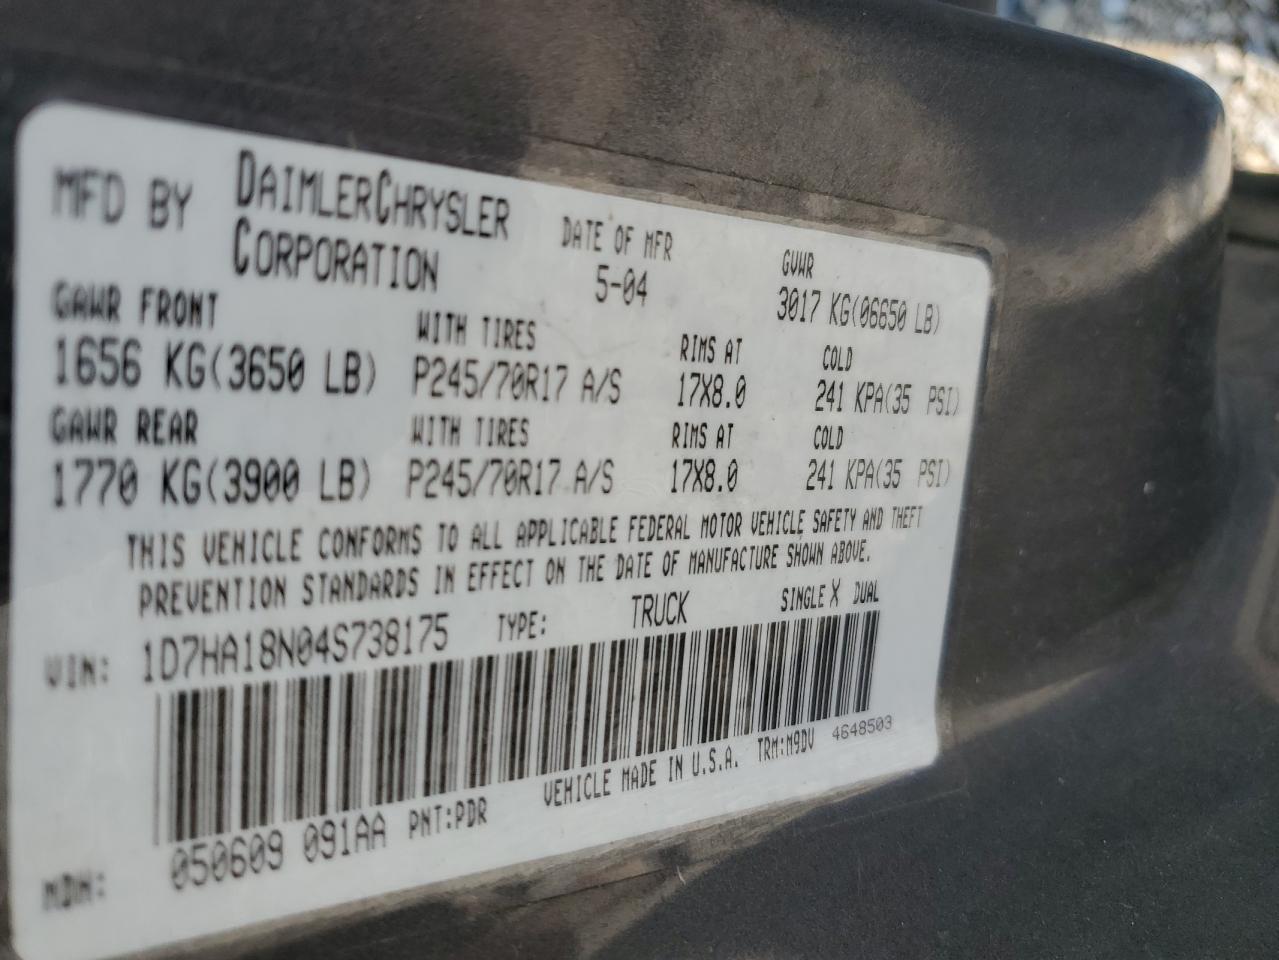 MFD BY DAIMLERCHRYSLER CORPORATION
DATE OF MFR 5-04
GVWR 3017 KG(06650 LB)
GAWR FRONT WITH TIRES RIMS AT COLD
1656 KG(3650 LB) P245/70R17 A/S 17X8.0 241 KPA(35 PSI)
GAWR REAR WITH TIRES RIMS AT COLD
1770 KG(3900 LB) P245/70R17 A/S 17X8.0 241 KPA(35 PSI)
THIS VEHICLE CONFORMS TO ALL APPLICABLE FEDERAL MOTOR VEHICLE SAFETY AND THEFT
PREVENTION STANDARDS IN EFFECT ON THE DATE OF MANUFACTURE SHOWN ABOVE.
VIN: 1D7HA18N04S738175 TYPE: TRUCK SINGLE X DUAL
MDH: 050609 091AA PNT:PDR VEHICLE MADE IN U.S.A. TRM:M9DV 4648503